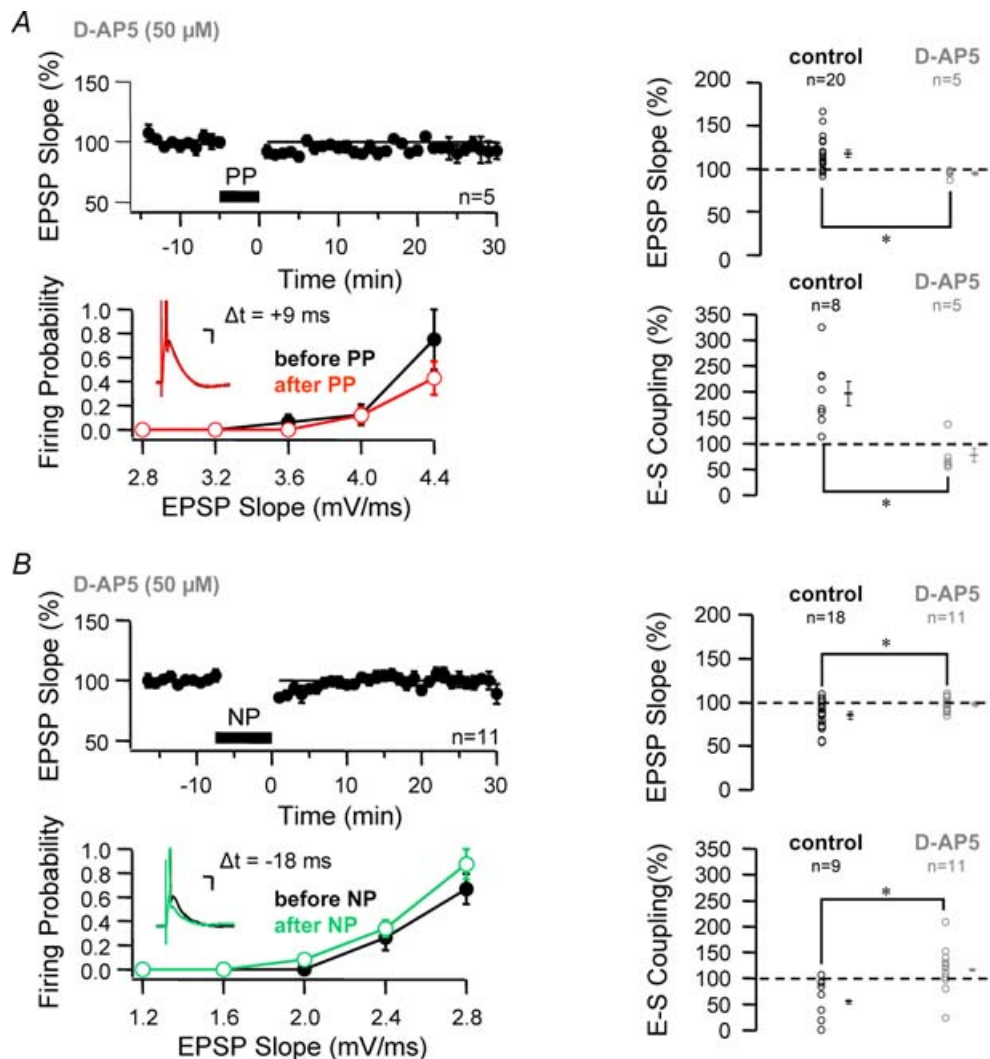 A
D-AP5 (50 µM)
EPSP Slope (%)
150
100
50
PP
n=5
-10 0 10 20 30
Time (min)
Firing Probability
1.0
0.8
0.6
0.4
0.2
0.0
Δt = +9 ms
before PP
after PP
2.8 3.2 3.6 4.0 4.4
EPSP Slope (mV/ms)
control D-AP5
n=20 n=5
EPSP Slope (%)
200
150
100
50
0
*
control D-AP5
n=8 n=5
E-S Coupling (%)
350
300
250
200
150
100
50
0
*
B
D-AP5 (50 µM)
EPSP Slope (%)
150
100
50
NP
n=11
-10 0 10 20 30
Time (min)
Firing Probability
1.0
0.8
0.6
0.4
0.2
0.0
Δt = -18 ms
before NP
after NP
1.2 1.6 2.0 2.4 2.8
EPSP Slope (mV/ms)
control D-AP5
n=18 n=11
EPSP Slope (%)
200
150
100
50
0
*
control D-AP5
n=9 n=11
E-S Coupling(%)
350
300
250
200
150
100
50
0
*